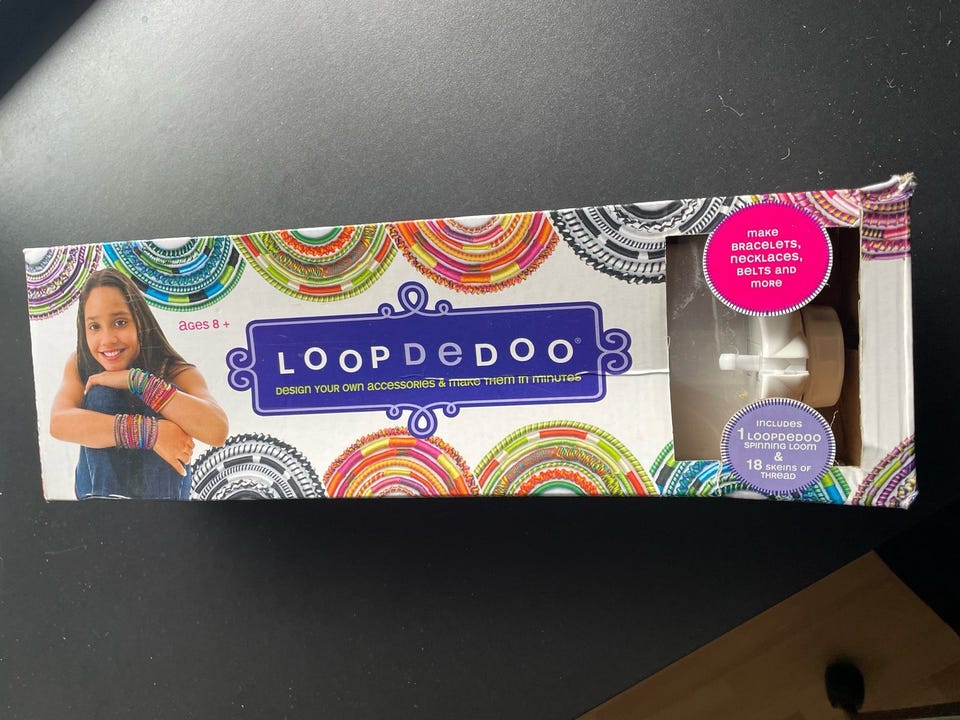 ages 8 +
LOOPDeDOO®
DESIGN YOUR OWN ACCESSORIES & make THEM IN minutes
make
BRACELETS,
NECKLACES,
BELTS AND
MORE
INCLUDES
1 LOOPDEDOO
SPINNING LOOM
&
18 SKEINS OF
THREAD